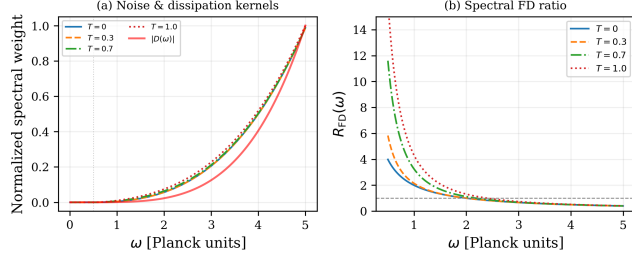 (a) Noise & dissipation kernels
Normalized spectral weight
1.0
0.8
0.6
0.4
0.2
0.0
T = 0
T = 0.3
T = 0.7
T = 1.0
|D(ω)|
0
1
2
3
4
5
ω [Planck units]
(b) Spectral FD ratio
R_FD(ω)
14
12
10
8
6
4
2
0
T = 0
T = 0.3
T = 0.7
T = 1.0
1
2
3
4
5
ω [Planck units]